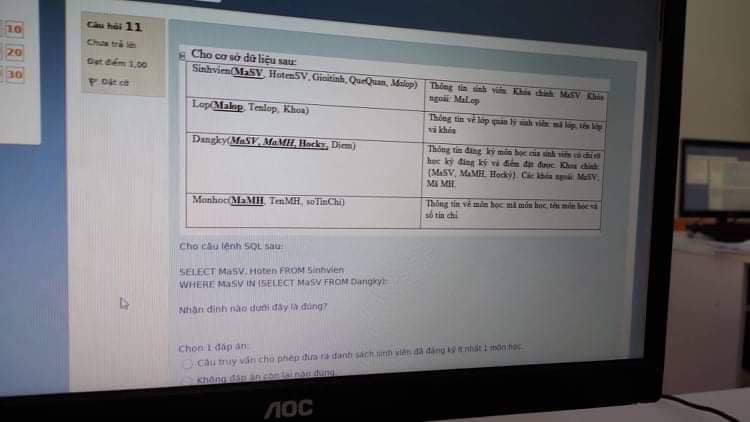 10
20
30
Câu hỏi 11
Chưa trả lời
Đạt điểm 1,00
Đặt cờ
Cho cơ sở dữ liệu sau:
Sinhvien(MaSV, HotenSV, Gioitinh, QueQuan, Malop)
Thông tin sinh viên. Khóa chính: MaSV Khóa
ngoài: MaLop
Lop(Malop, Tenlop, Khoa)
Thông tin về lớp quản lý sinh viên: mã lớp, tên lớp
và khóa
Dangky(MaSV, MaMH, Hocky, Diem)
Thông tin đăng ký môn học của sinh viên có chỉ rõ
học kỳ đăng ký và điểm đạt được. Khoa chính:
{MaSV, MaMH, Hocky}. Các khóa ngoài: MaSV;
Mã MH.
Monhoc(MaMH, TenMH, soTinChi)
Thông tin về môn học: mã môn học, tên môn học và
số tín chỉ.
Cho câu lệnh SQL sau:
SELECT MaSV, Hoten FROM Sinhvien
WHERE MaSV IN (SELECT MaSV FROM Dangky);
Nhận định nào dưới đây là đúng?
Chọn 1 đáp án:
Câu truy vấn cho phép đưa ra danh sách sinh viên đã đăng ký ít nhất 1 môn học.
Không đáp án còn lại nào đúng.
AOC